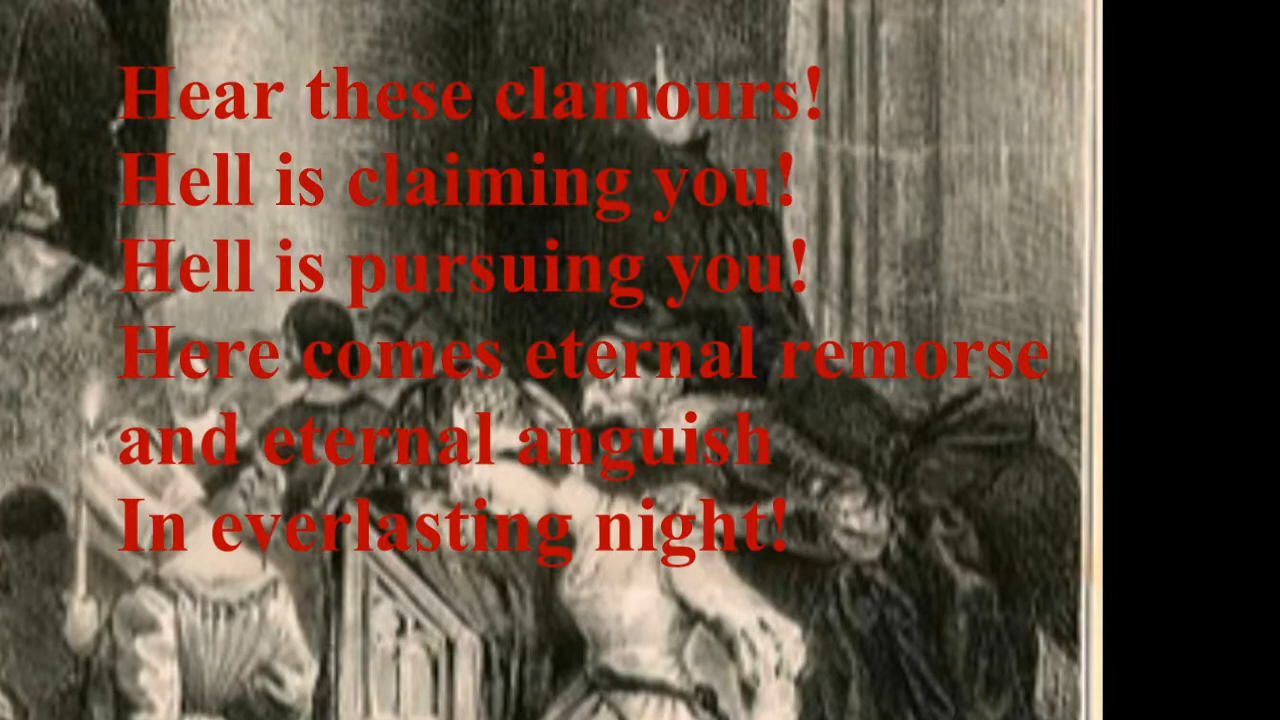 Hear these clamours!
Hell is claiming you!
Hell is pursuing you!
Here comes eternal remorse
and eternal anguish
In everlasting night!